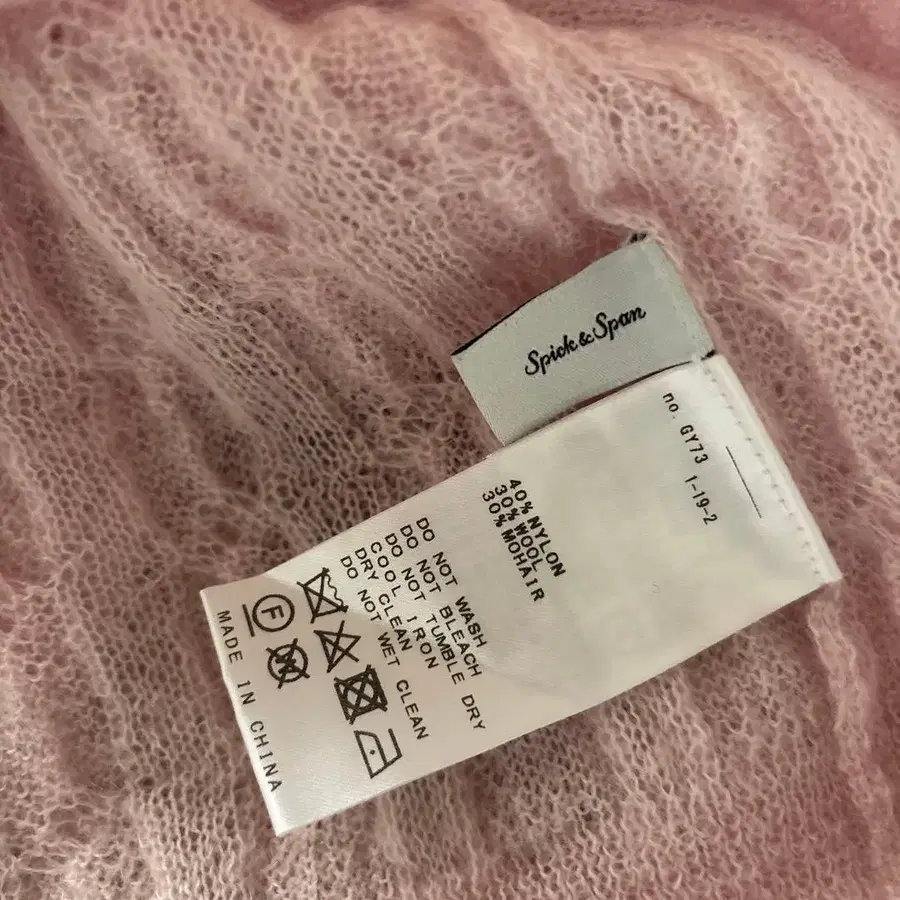 Spick & Span
no. GY73 1-19-2
40% NYLON
30% WOOL
30% MOHAIR
DO NOT WASH
DO NOT BLEACH
DO NOT TUMBLE DRY
COOL IRON
DRY CLEAN
DO NOT WET CLEAN
F
W
MADE IN CHINA